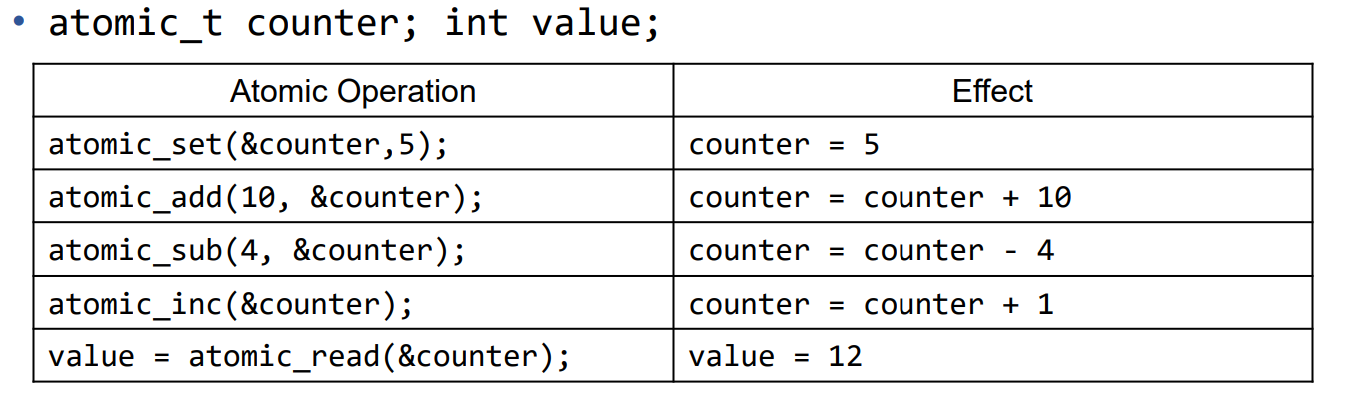 • atomic_t counter; int value;
Atomic Operation Effect
atomic_set(&counter,5); counter = 5
atomic_add(10, &counter); counter = counter + 10
atomic_sub(4, &counter); counter = counter - 4
atomic_inc(&counter); counter = counter + 1
value = atomic_read(&counter); value = 12